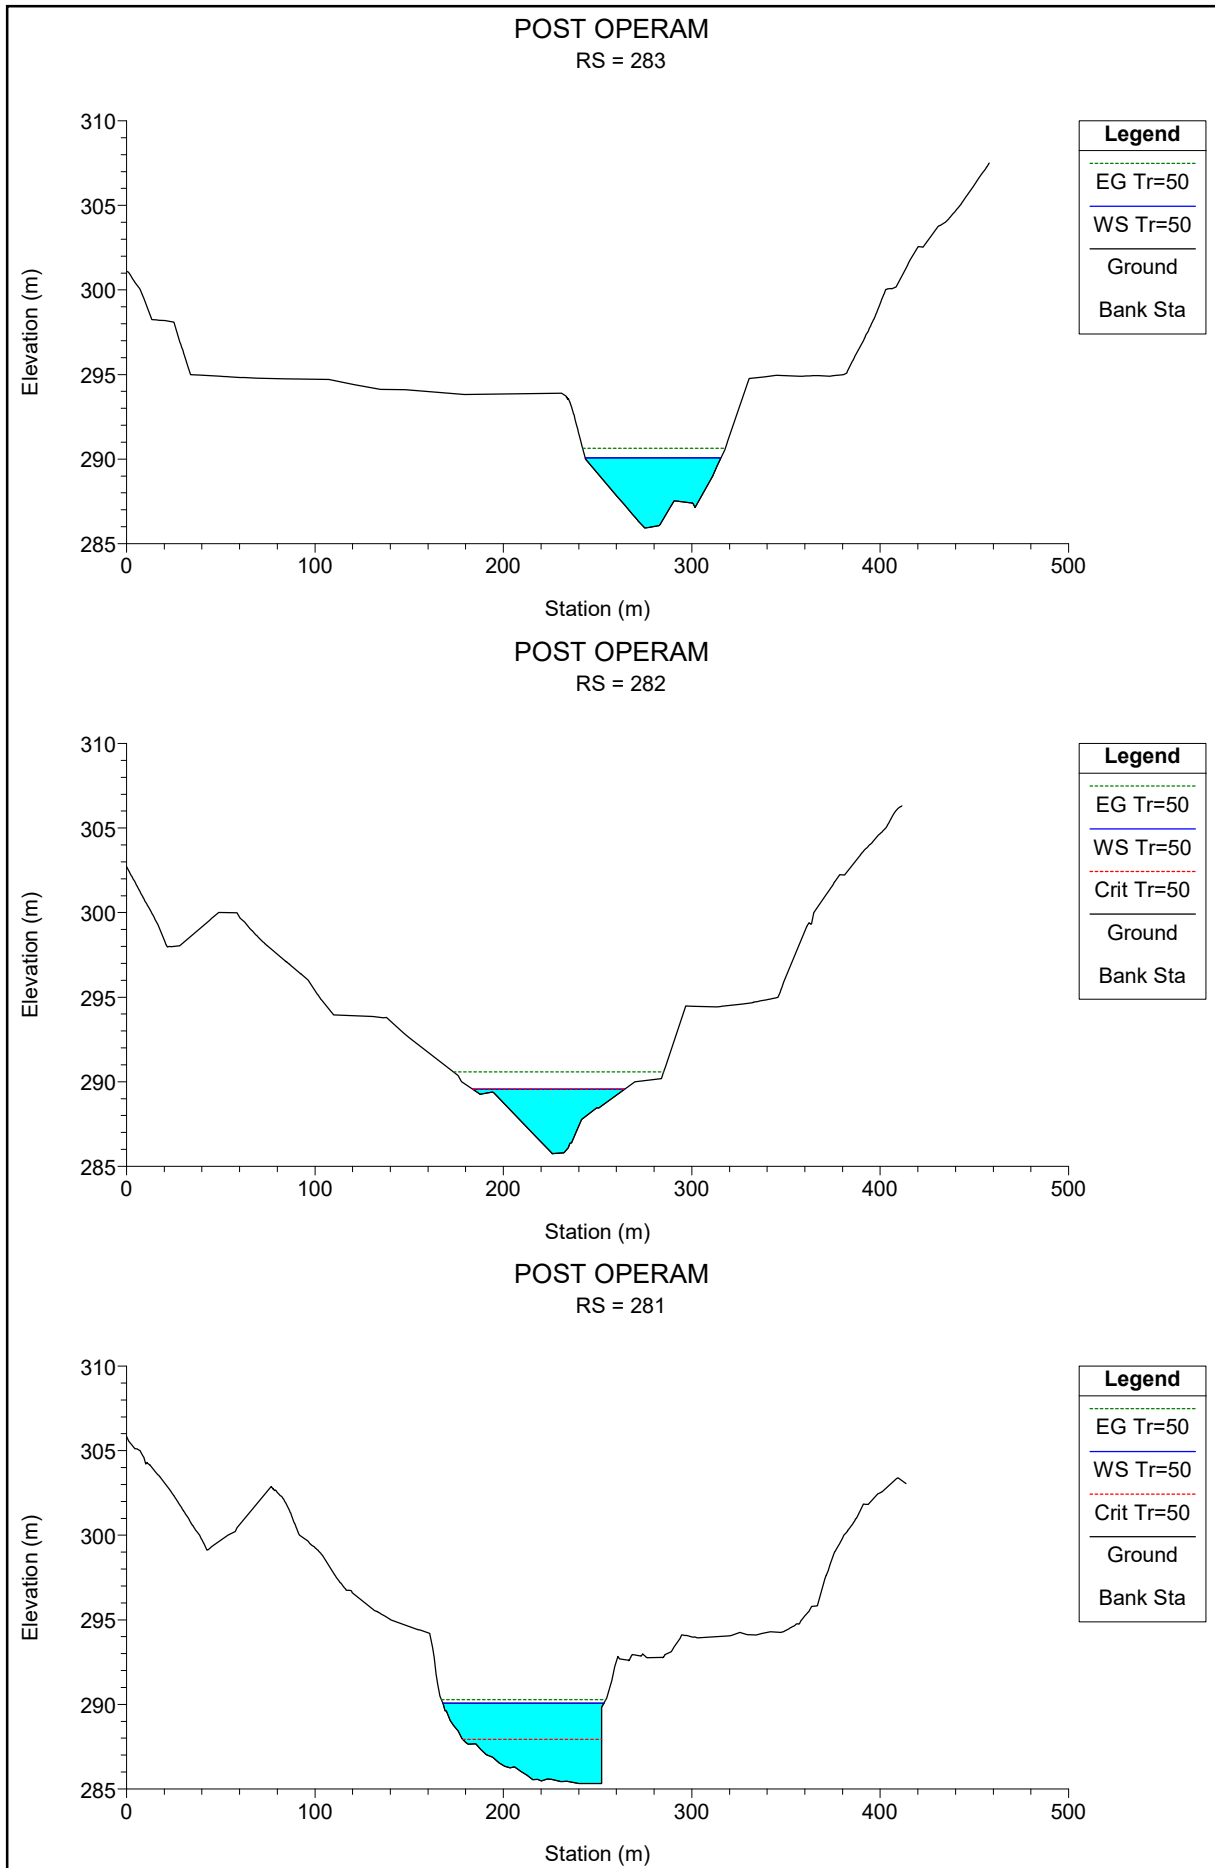 POST OPERAM
RS = 283
Elevation (m)
310
305
300
295
290
285
0 100 200 300 400 500
Station (m)
Legend
EG Tr=50
WS Tr=50
Ground
Bank Sta
POST OPERAM
RS = 282
Elevation (m)
310
305
300
295
290
285
0 100 200 300 400 500
Station (m)
Legend
EG Tr=50
WS Tr=50
Crit Tr=50
Ground
Bank Sta
POST OPERAM
RS = 281
Elevation (m)
310
305
300
295
290
285
0 100 200 300 400 500
Station (m)
Legend
EG Tr=50
WS Tr=50
Crit Tr=50
Ground
Bank Sta